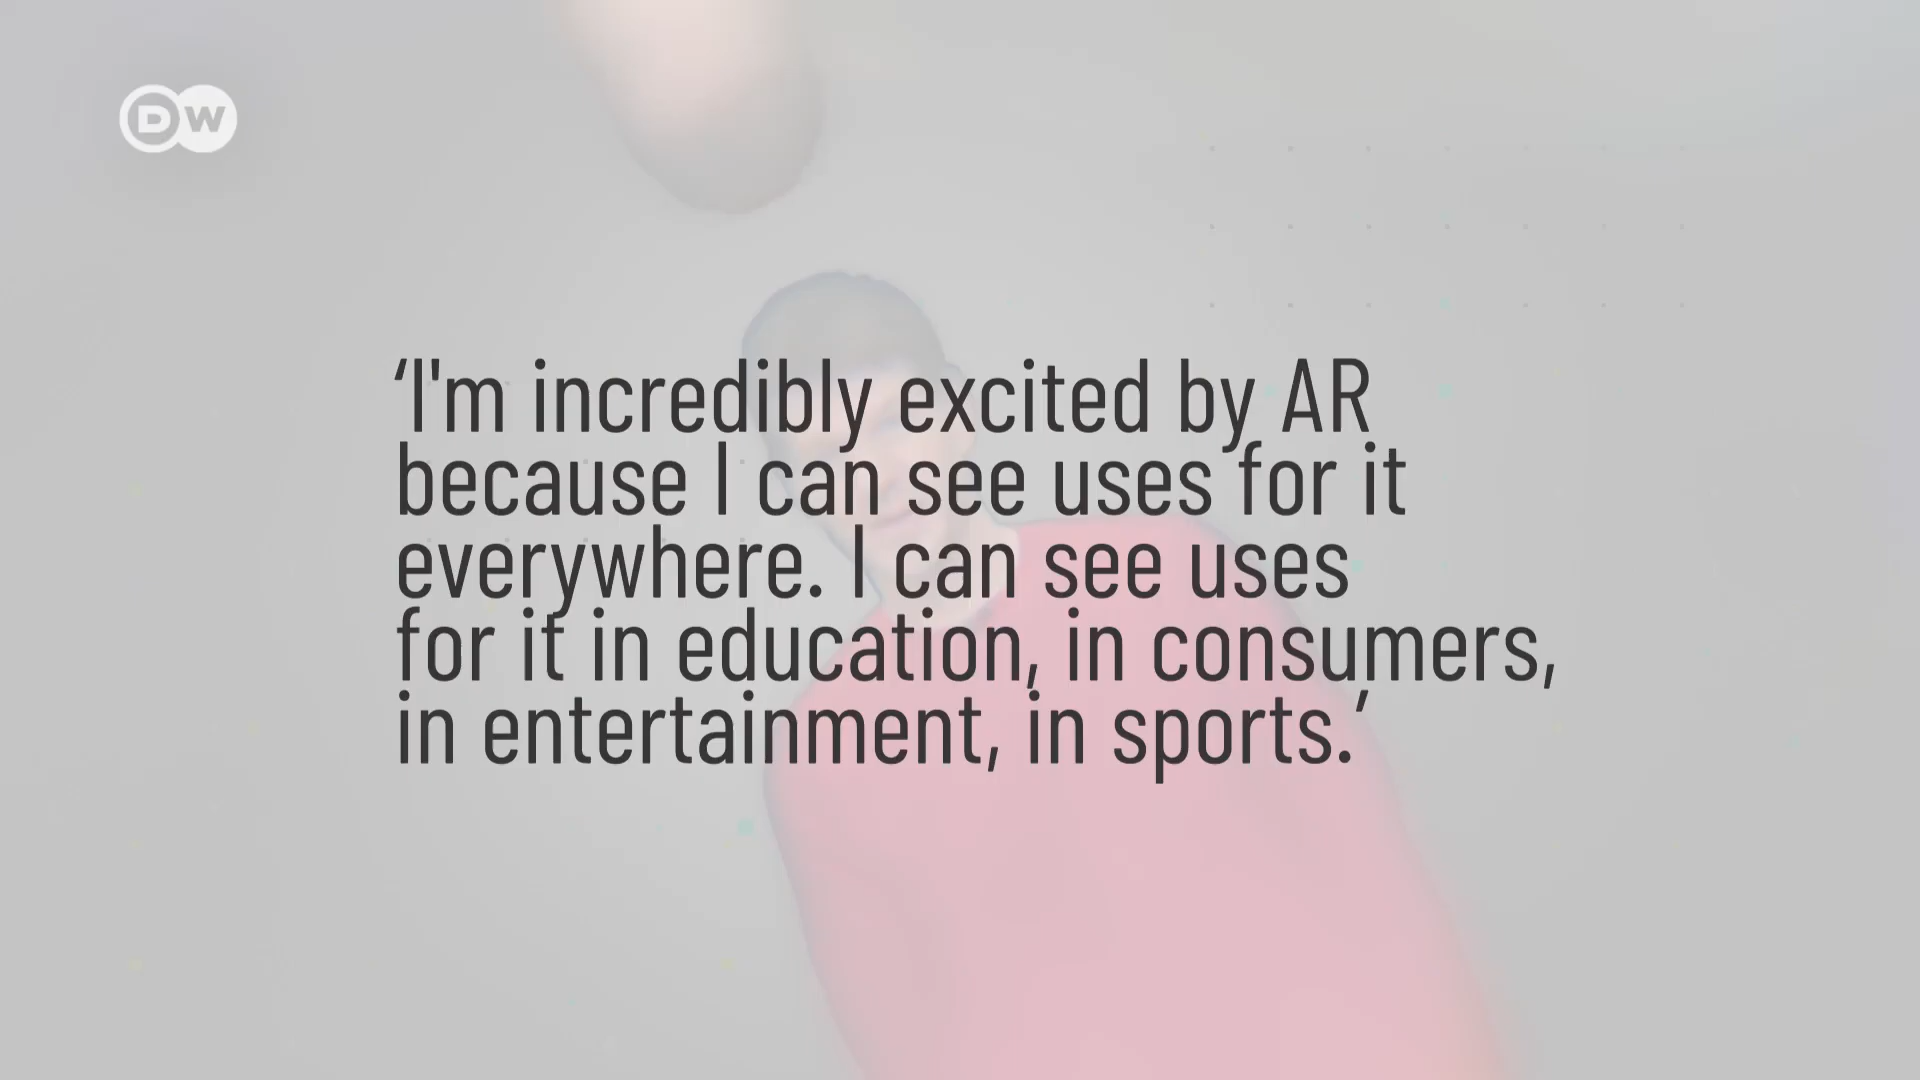 DW
‘I'm incredibly excited by AR
because I can see uses for it
everywhere. I can see uses
for it in education, in consumers,
in entertainment, in sports.’